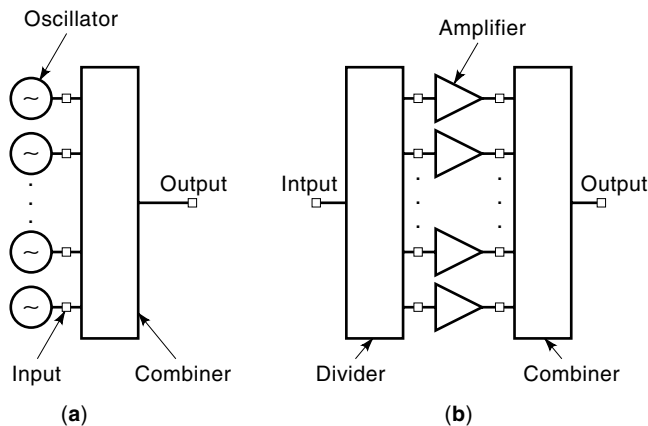 Oscillator
Output
Input
Combiner
(a)
Amplifier
Intput
Output
Divider
Combiner
(b)